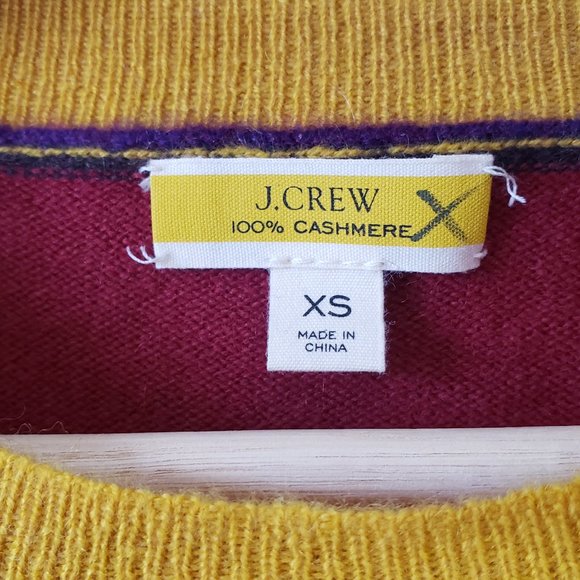 J.CREW
100% CASHMERE X
XS
MADE IN
CHINA